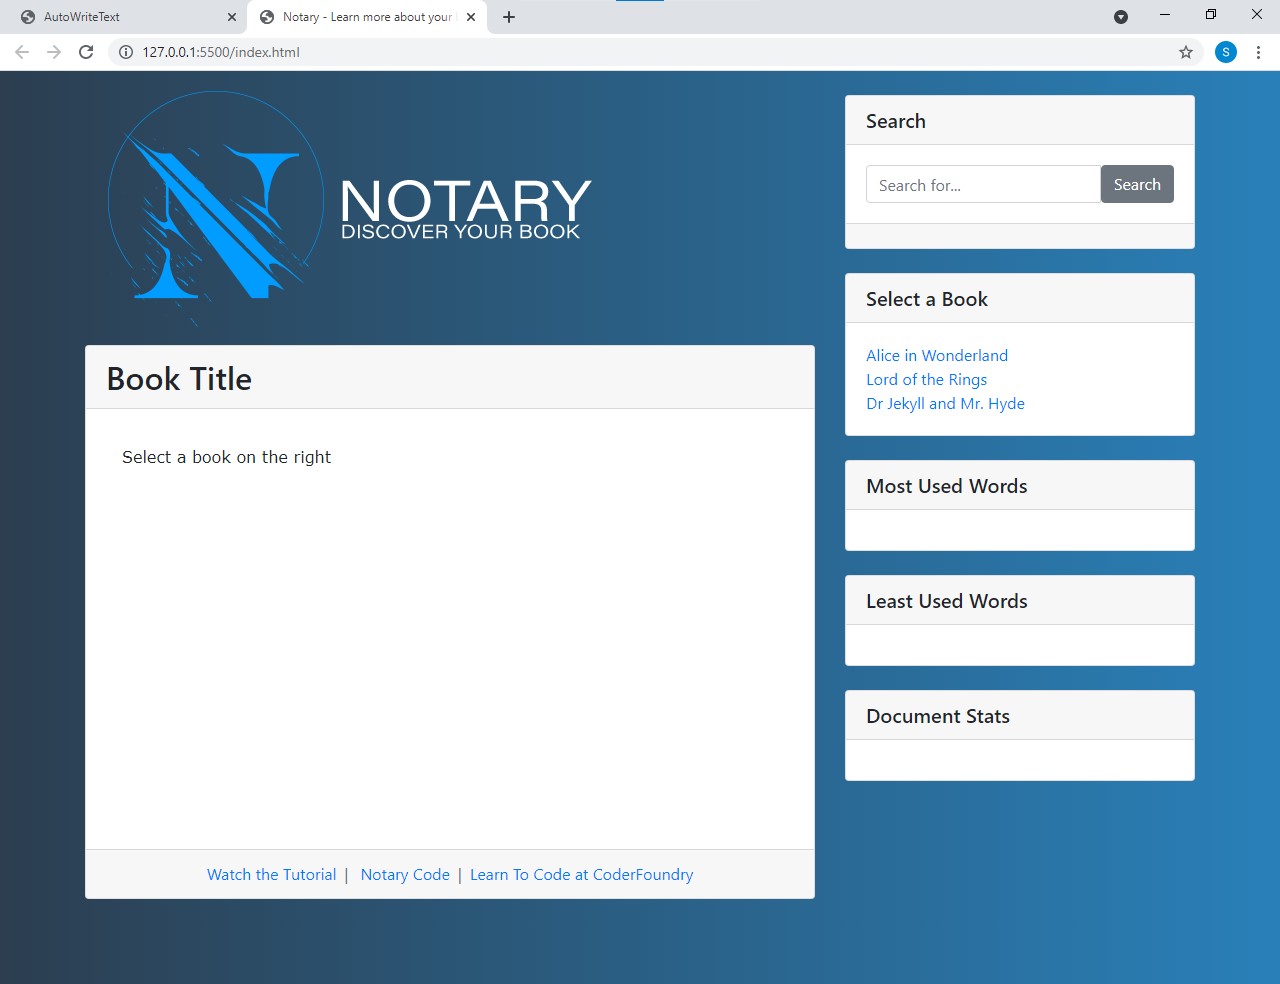 AutoWriteText
Notary - Learn more about your
127.0.0.1:5500/index.html
S
NOTARY
DISCOVER YOUR BOOK
Book Title
Select a book on the right
Watch the Tutorial | Notary Code | Learn To Code at CoderFoundry
Search
Search for... Search
Select a Book
Alice in Wonderland
Lord of the Rings
Dr Jekyll and Mr. Hyde
Most Used Words
Least Used Words
Document Stats